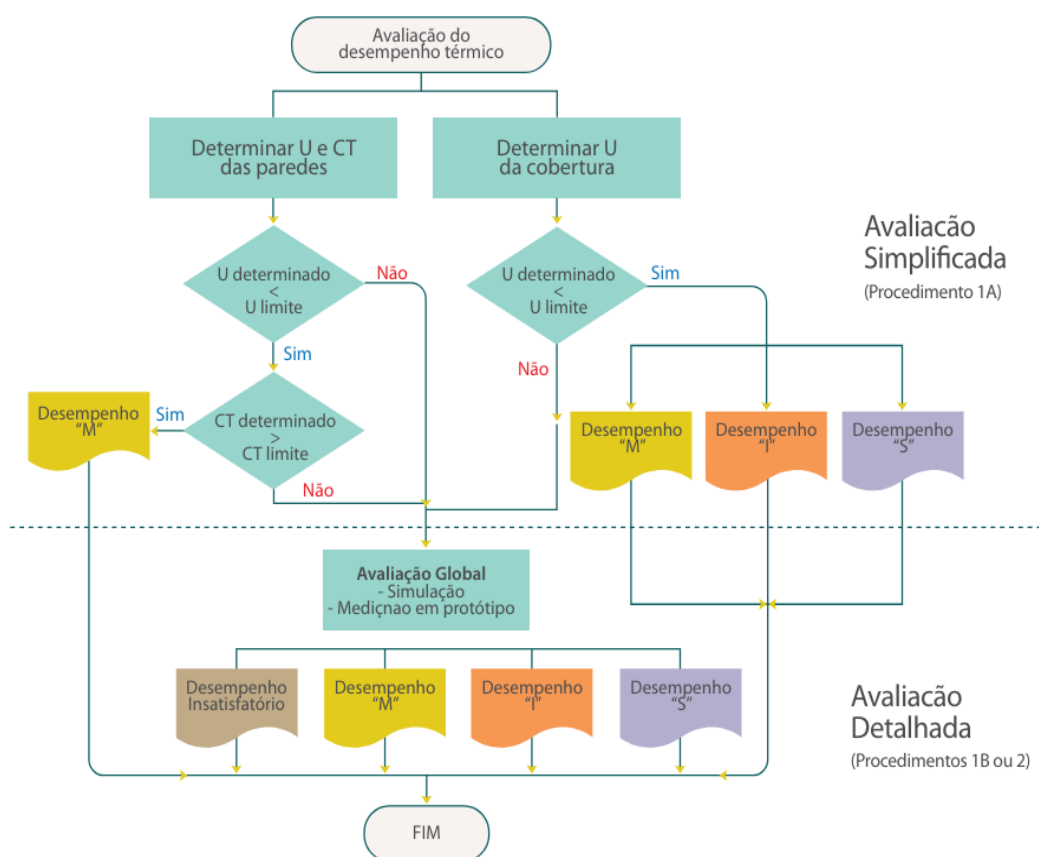 Avaliação do
desempenho térmico
Determinar U e CT
das paredes
Determinar U
da cobertura
Avaliacão
Simplificada
(Procedimento 1A)
U determinado
<
U limite
Não
U determinado
<
U limite
Sim
Sim
Não
Desempenho
"M"
Sim
CT determinado
>
CT limite
Não
Desempenho
"M"
Desempenho
"I"
Desempenho
"S"
Avaliação Global
- Simulação
- Mediçnao em protótipo
Desempenho
Insatisfatório
Desempenho
"M"
Desempenho
"I"
Desempenho
"S"
Avaliacão
Detalhada
(Procedimentos 1B ou 2)
FIM